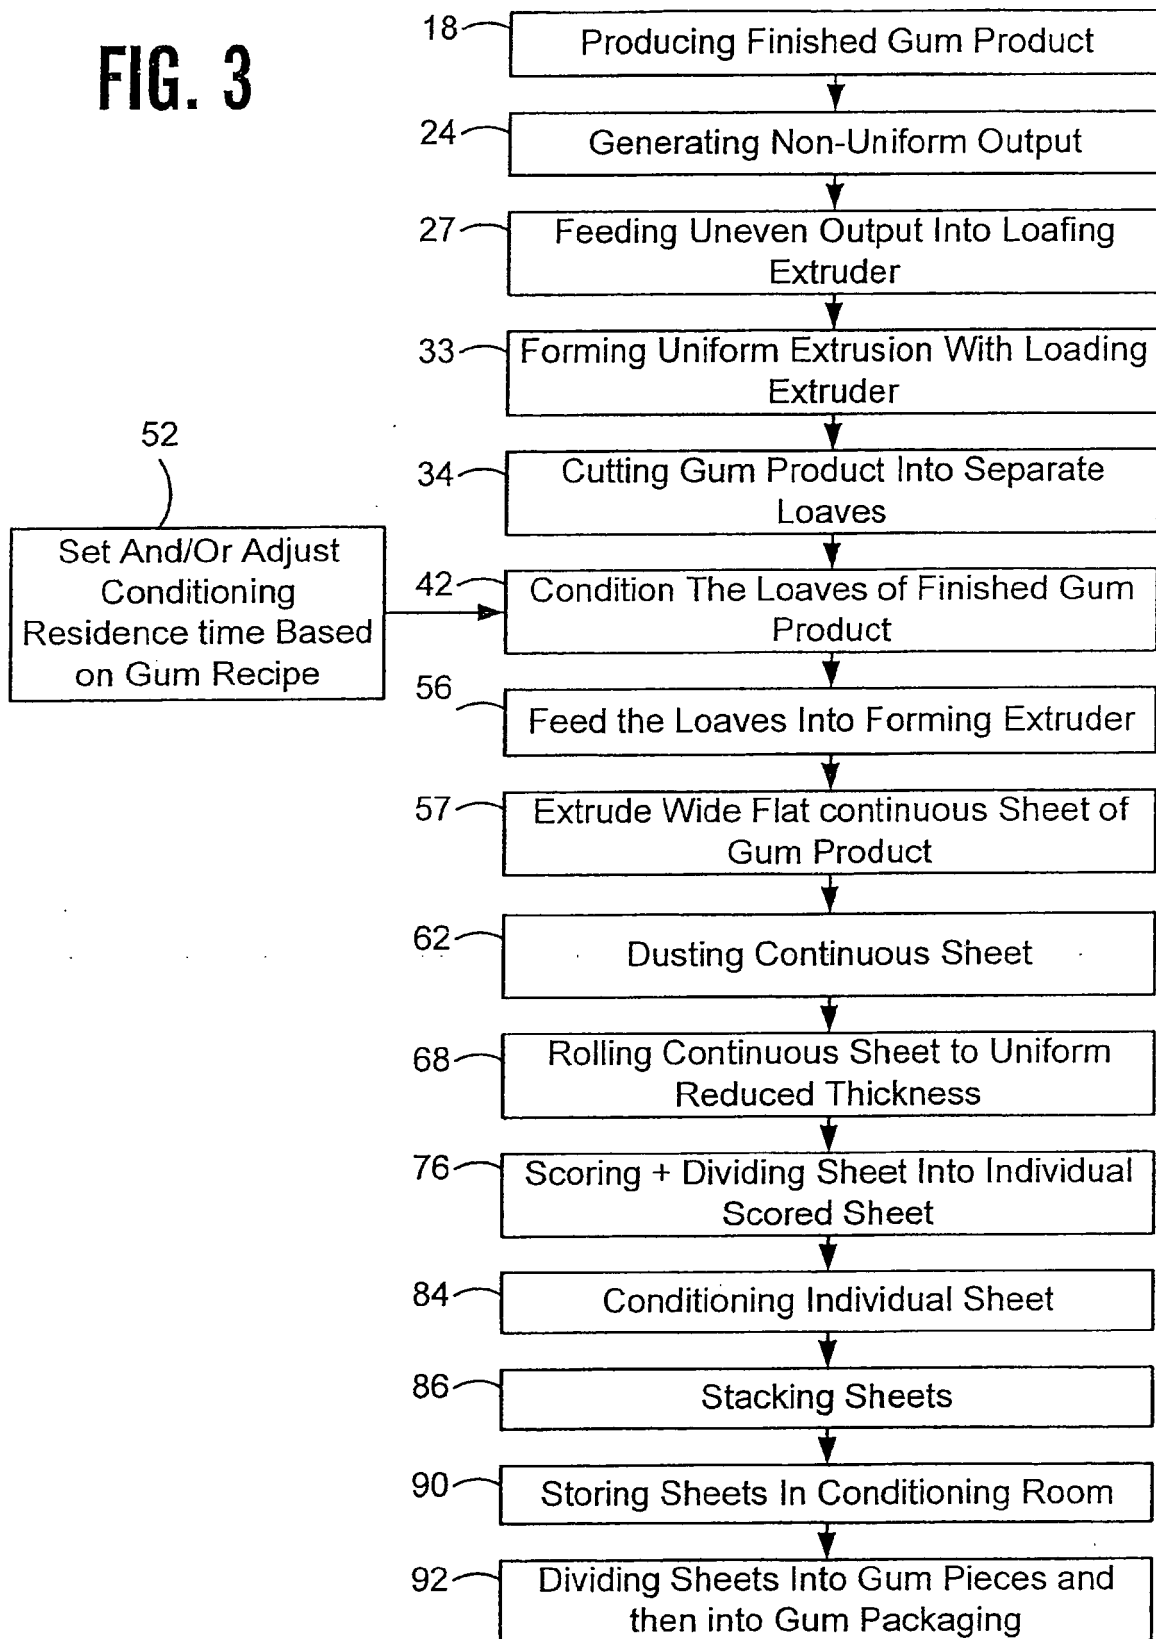 FIG. 3
18
Producing Finished Gum Product
24
Generating Non-Uniform Output
27
Feeding Uneven Output Into Loafing
Extruder
33
Forming Uniform Extrusion With Loading
Extruder
34
Cutting Gum Product Into Separate
Loaves
52
Set And/Or Adjust
Conditioning
Residence time Based
on Gum Recipe
42
Condition The Loaves of Finished Gum
Product
56
Feed the Loaves Into Forming Extruder
57
Extrude Wide Flat continuous Sheet of
Gum Product
62
Dusting Continuous Sheet
68
Rolling Continuous Sheet to Uniform
Reduced Thickness
76
Scoring + Dividing Sheet Into Individual
Scored Sheet
84
Conditioning Individual Sheet
86
Stacking Sheets
90
Storing Sheets In Conditioning Room
92
Dividing Sheets Into Gum Pieces and
then into Gum Packaging